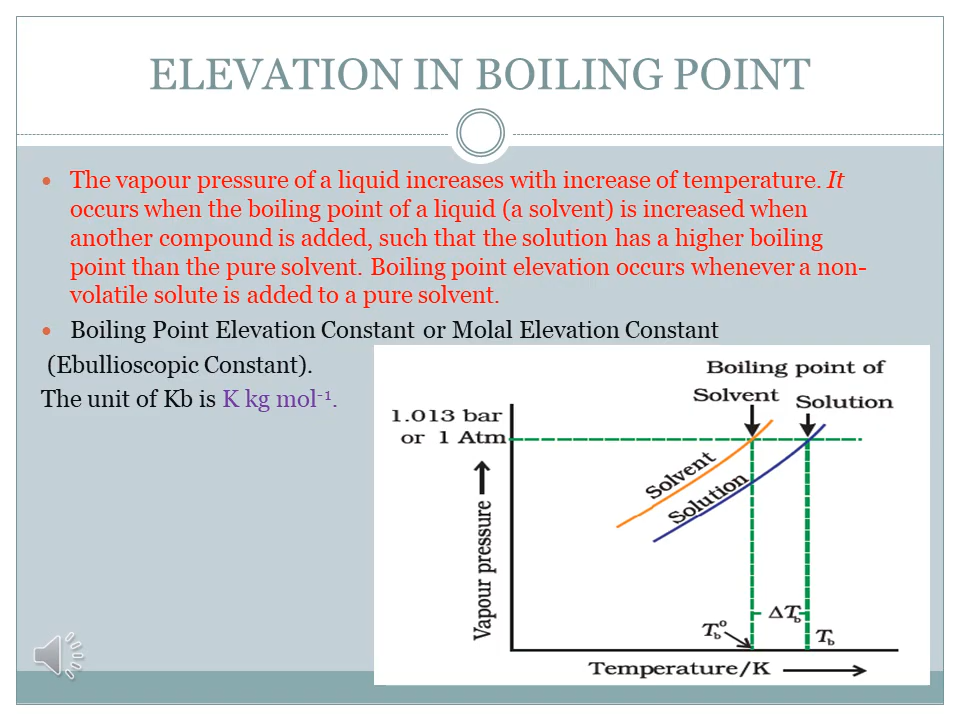 ELEVATION IN BOILING POINT
• The vapour pressure of a liquid increases with increase of temperature. It
occurs when the boiling point of a liquid (a solvent) is increased when
another compound is added, such that the solution has a higher boiling
point than the pure solvent. Boiling point elevation occurs whenever a non-
volatile solute is added to a pure solvent.
• Boiling Point Elevation Constant or Molal Elevation Constant
(Ebullioscopic Constant).
The unit of Kb is K kg mol⁻¹.
Boiling point of
Solvent Solution
1.013 bar
or 1 Atm
Solvent
Solution
Vapour pressure
ΔT_b
T_b° T_b
Temperature/K